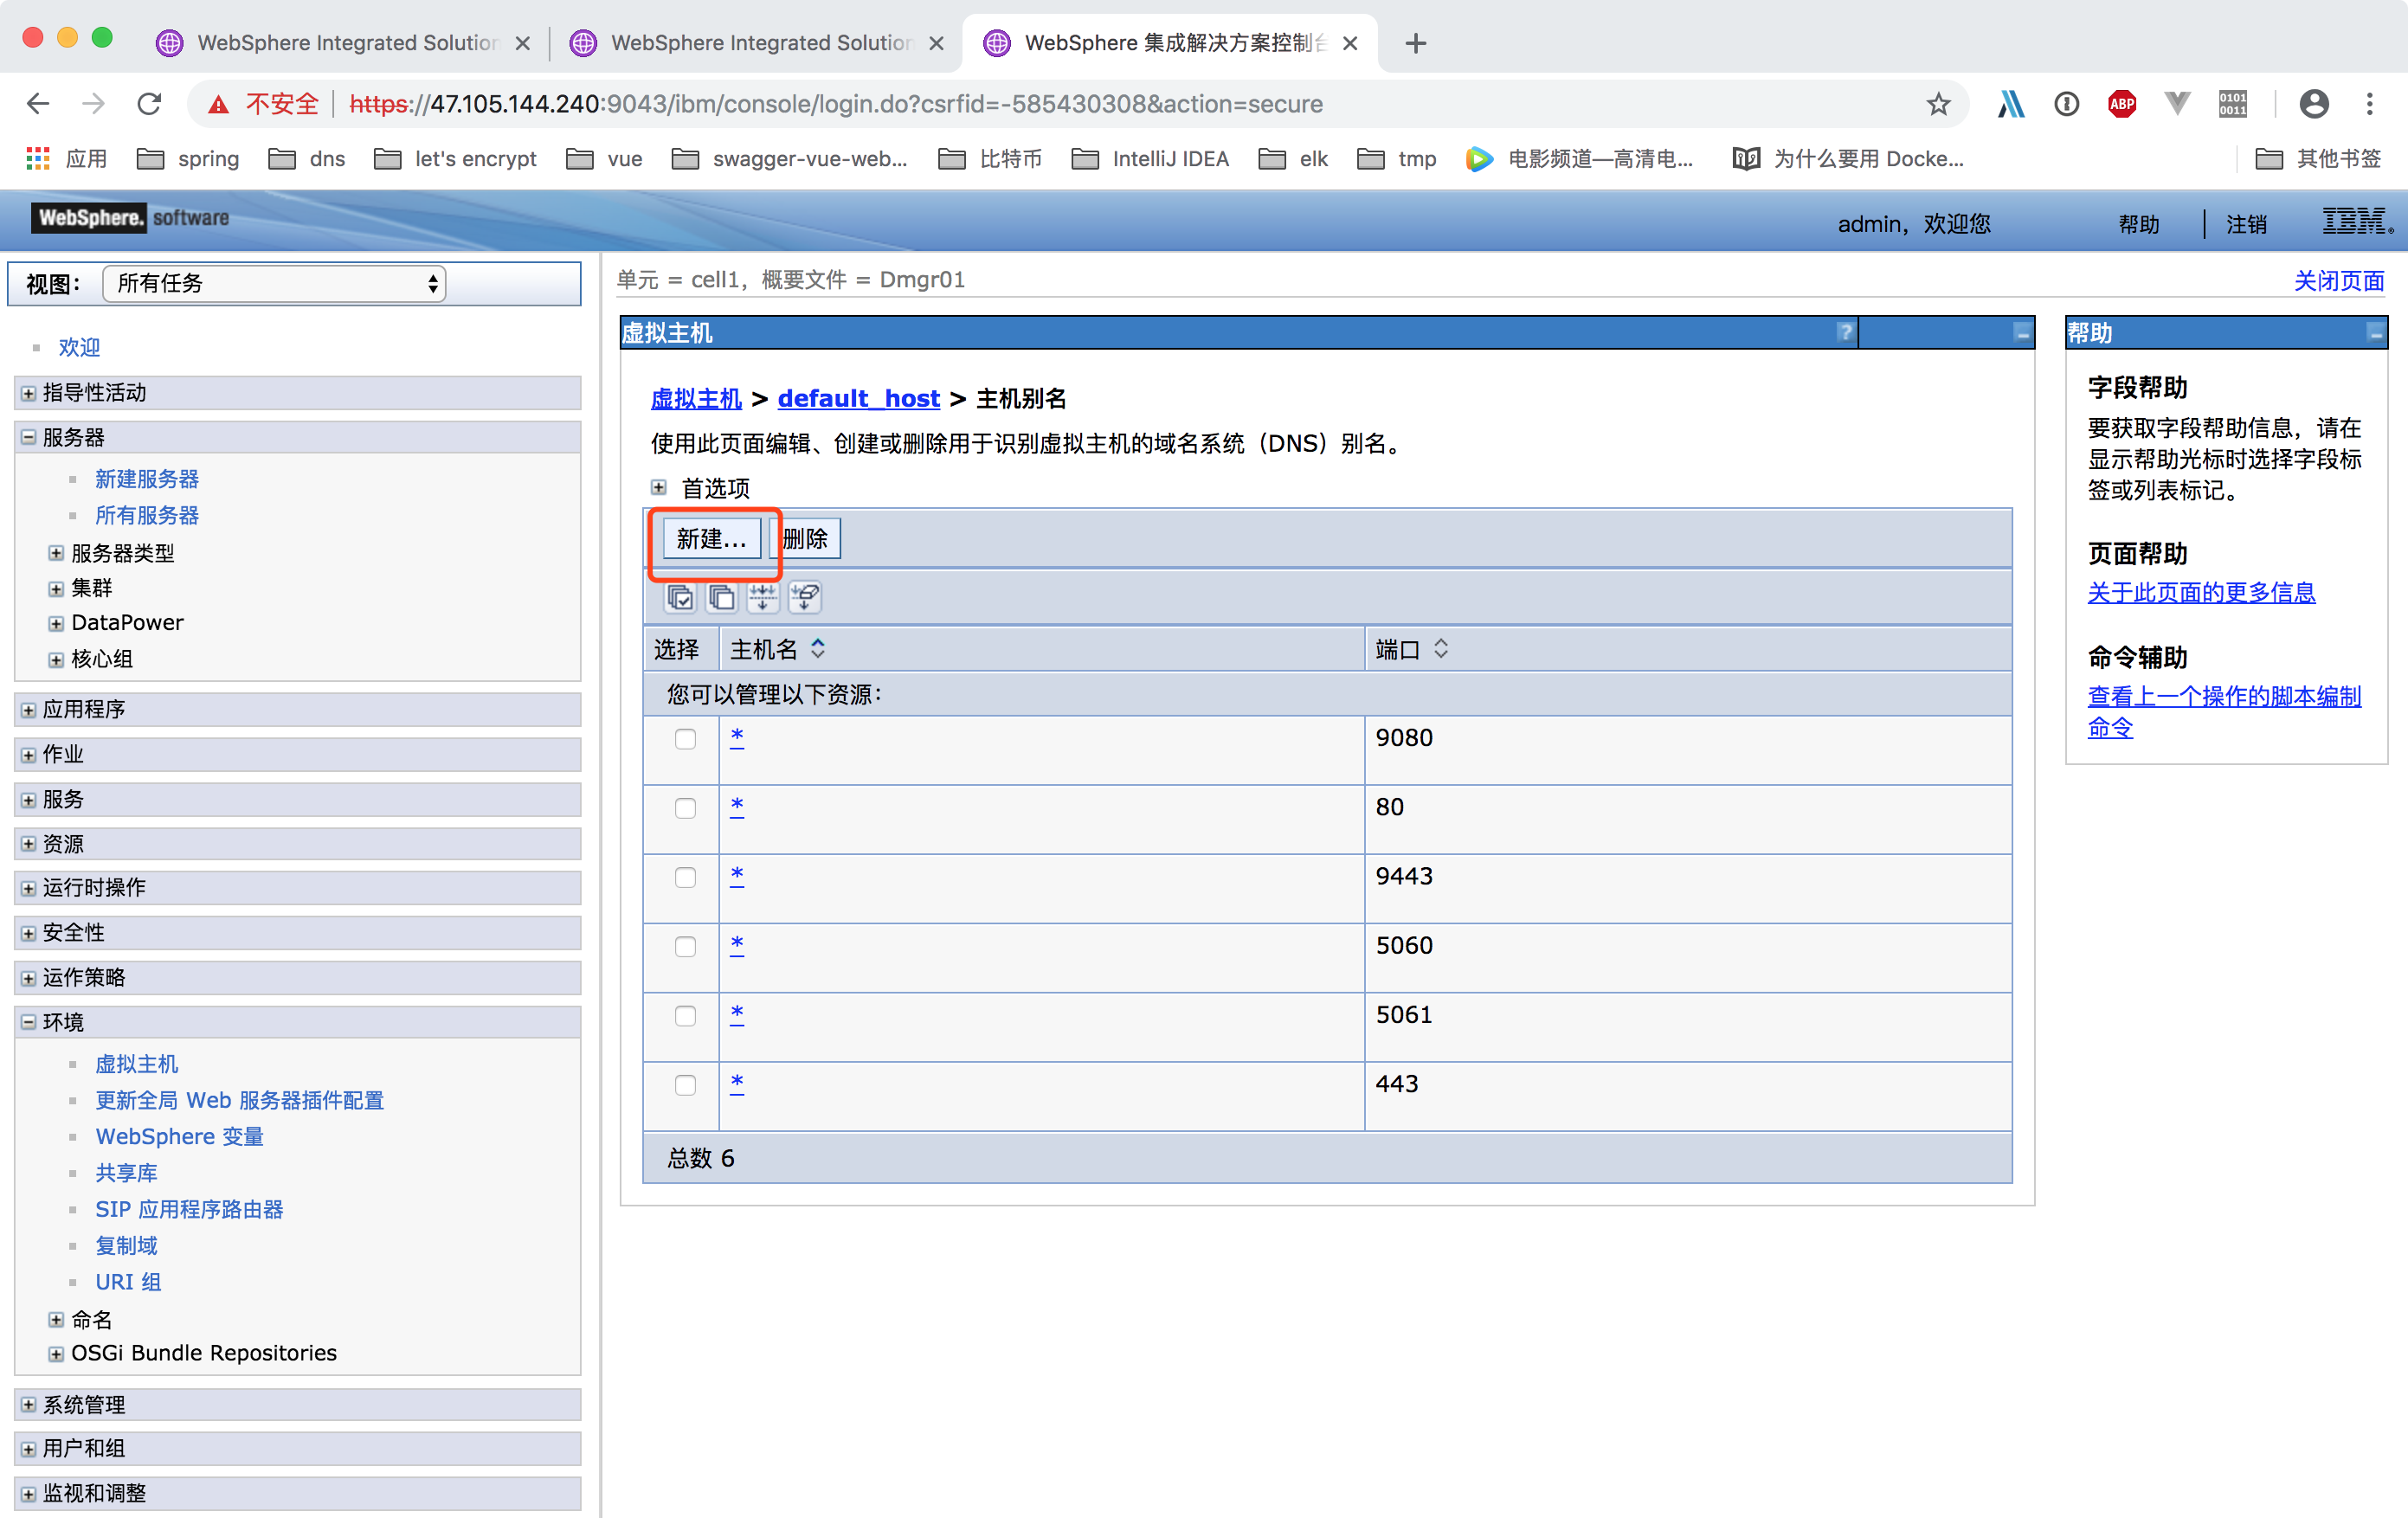 WebSphere Integrated Solution
WebSphere Integrated Solution
WebSphere 集成解决方案控制台
不安全 https://47.105.144.240:9043/ibm/console/login.do?csrfid=-585430308&action=secure
ABP
0101
0011
应用 spring dns let's encrypt vue swagger-vue-web... 比特币 IntelliJ IDEA elk tmp 电影频道—高清电... 为什么要用 Docke... 其他书签
WebSphere. software
admin，欢迎您 帮助 注销 IBM.
视图： 所有任务
欢迎
指导性活动
服务器
新建服务器
所有服务器
服务器类型
集群
DataPower
核心组
应用程序
作业
服务
资源
运行时操作
安全性
运作策略
环境
虚拟主机
更新全局 Web 服务器插件配置
WebSphere 变量
共享库
SIP 应用程序路由器
复制域
URI 组
命名
OSGi Bundle Repositories
系统管理
用户和组
监视和调整
单元 = cell1，概要文件 = Dmgr01
关闭页面
虚拟主机 ?
虚拟主机 > default_host > 主机别名
使用此页面编辑、创建或删除用于识别虚拟主机的域名系统（DNS）别名。
首选项
新建... 删除
选择 主机名 端口
您可以管理以下资源：
* 9080
* 80
* 9443
* 5060
* 5061
* 443
总数 6
帮助
字段帮助
要获取字段帮助信息，请在
显示帮助光标时选择字段标
签或列表标记。
页面帮助
关于此页面的更多信息
命令辅助
查看上一个操作的脚本编制
命令